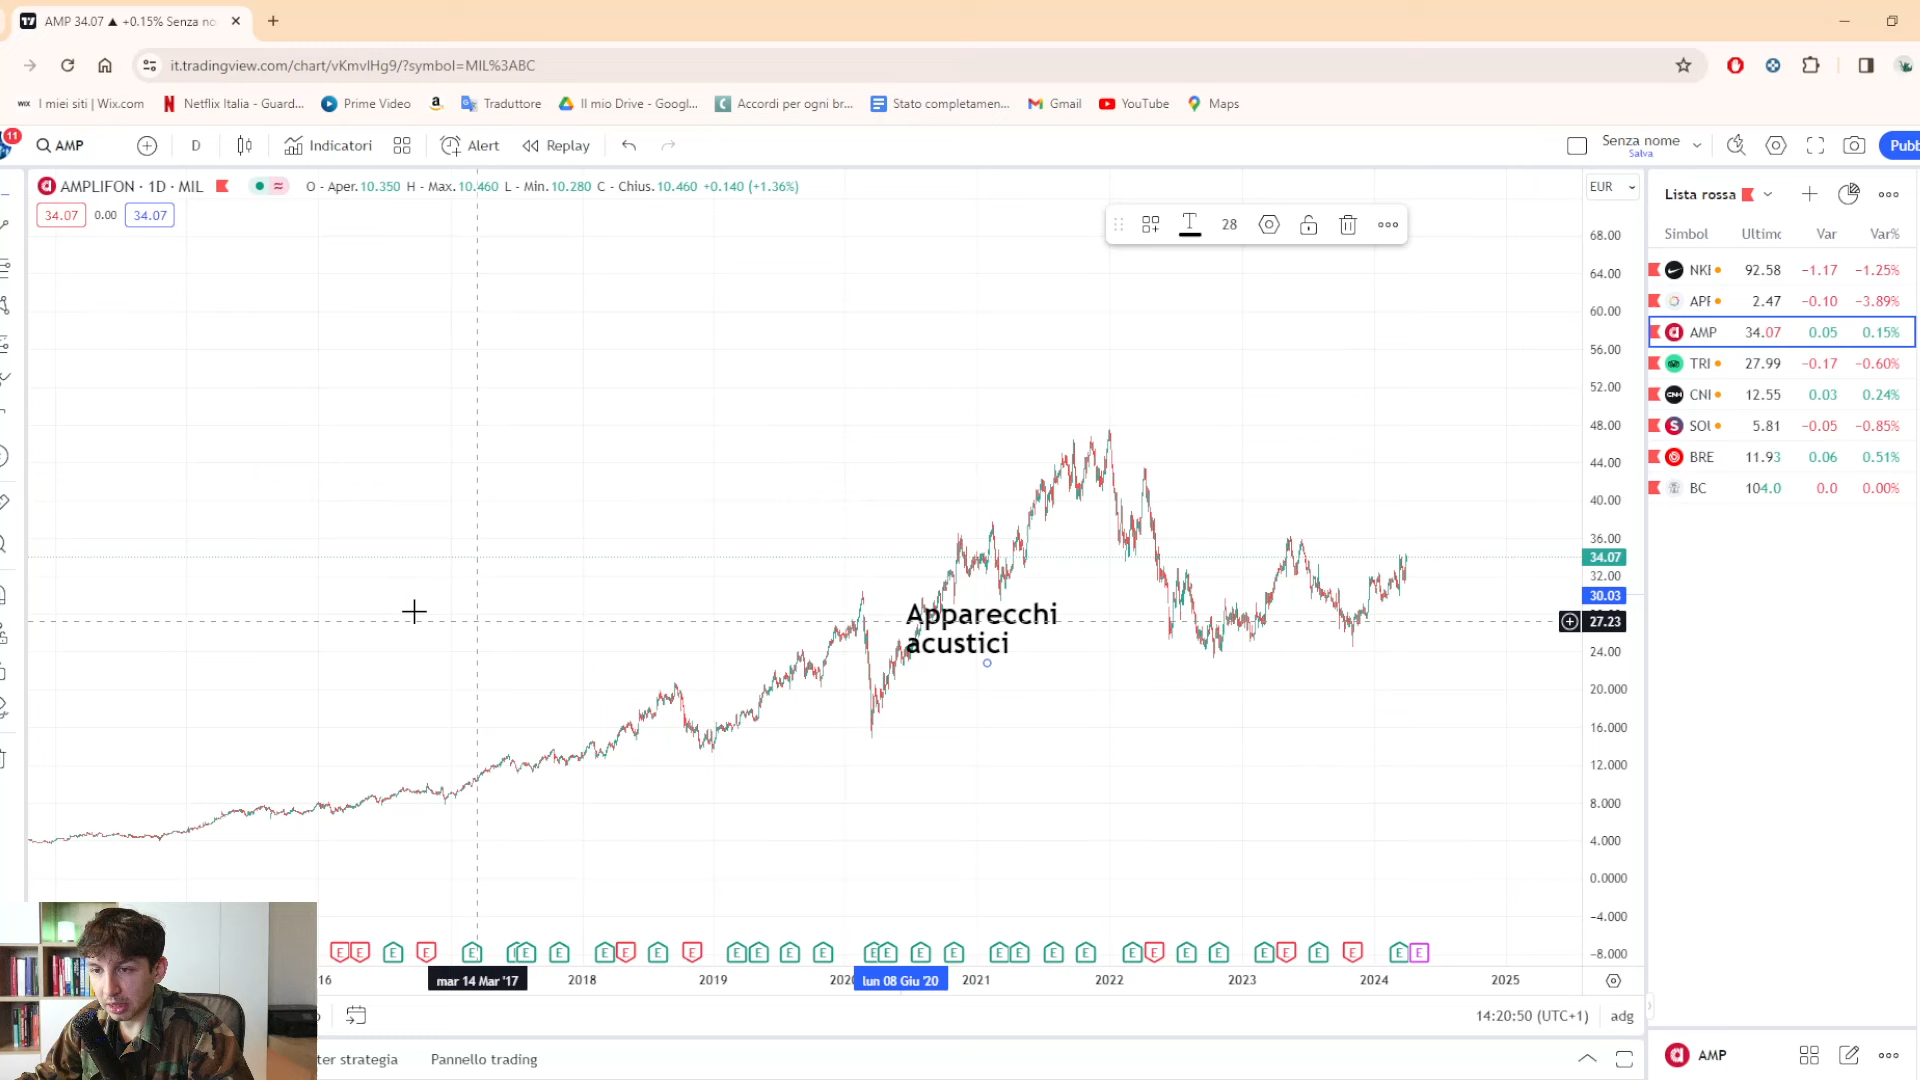 AMP 34.07 ▲ +0.15% Senza no
it.tradingview.com/chart/vKmvlHg9/?symbol=MIL%3ABC
WIX I miei siti | Wix.com
Netflix Italia - Guard...
Prime Video
Traduttore
Il mio Drive - Googl...
Accordi per ogni br...
Stato completamen...
Gmail
YouTube
Maps
11
AMP
D
Indicatori
Alert
Replay
Senza nome
Salva
Pubb
AMPLIFON · 1D · MIL
O - Aper.10.350 H - Max.10.460 L - Min.10.280 C - Chius.10.460 +0.140 (+1.36%)
34.07 0.00 34.07
28
EUR
68.00
64.00
60.00
56.00
52.00
48.00
44.00
40.00
36.00
34.07
32.00
30.03
27.23
24.00
20.000
16.000
12.000
8.000
4.000
0.0000
−4.000
−8.000
Apparecchi
acustici
Lista rossa
Simbol Ultimo Var Var%
NKE 92.58 −1.17 −1.25%
APF 2.47 −0.10 −3.89%
AMP 34.07 0.05 0.15%
TRI 27.99 −0.17 −0.60%
CNI 12.55 0.03 0.24%
SOU 5.81 −0.05 −0.85%
BRE 11.93 0.06 0.51%
BC 104.0 0.0 0.00%
E E E E E E E E E E E E E E E E E E E E E E E E E E E E E E E E E E E E
16 mar 14 Mar '17 2018 2019 2020 lun 08 Giu '20 2021 2022 2023 2024 2025
14:20:50 (UTC+1) adg
ter strategia
Pannello trading
AMP